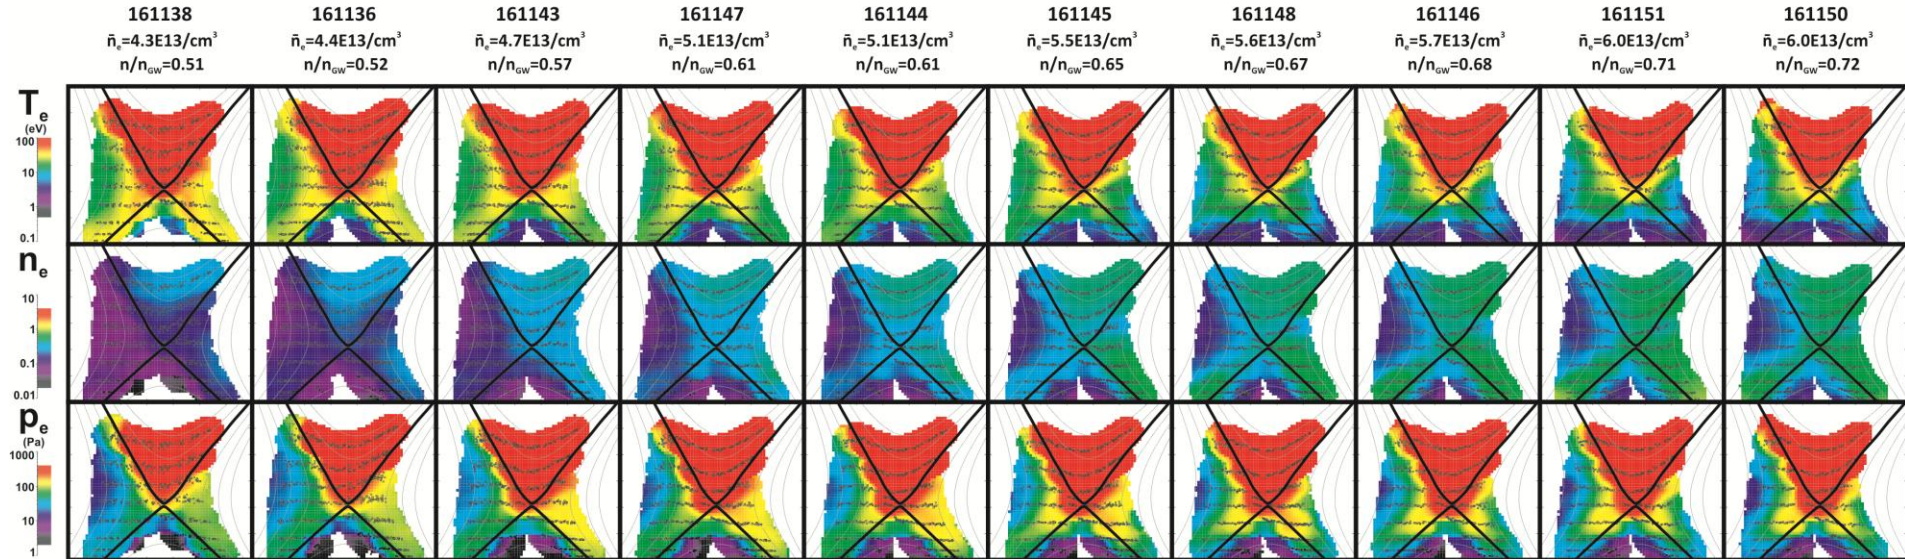 161138 161136 161143 161147 161144 161145 161148 161146 161151 161150
n̄e=4.3E13/cm³ n̄e=4.4E13/cm³ n̄e=4.7E13/cm³ n̄e=5.1E13/cm³ n̄e=5.1E13/cm³ n̄e=5.5E13/cm³ n̄e=5.6E13/cm³ n̄e=5.7E13/cm³ n̄e=6.0E13/cm³ n̄e=6.0E13/cm³
n/nGW=0.51 n/nGW=0.52 n/nGW=0.57 n/nGW=0.61 n/nGW=0.61 n/nGW=0.65 n/nGW=0.67 n/nGW=0.68 n/nGW=0.71 n/nGW=0.72
Te
(eV)
100
10
1
0.1
ne
10
1
0.1
0.01
pe
(Pa)
1000
100
10
1